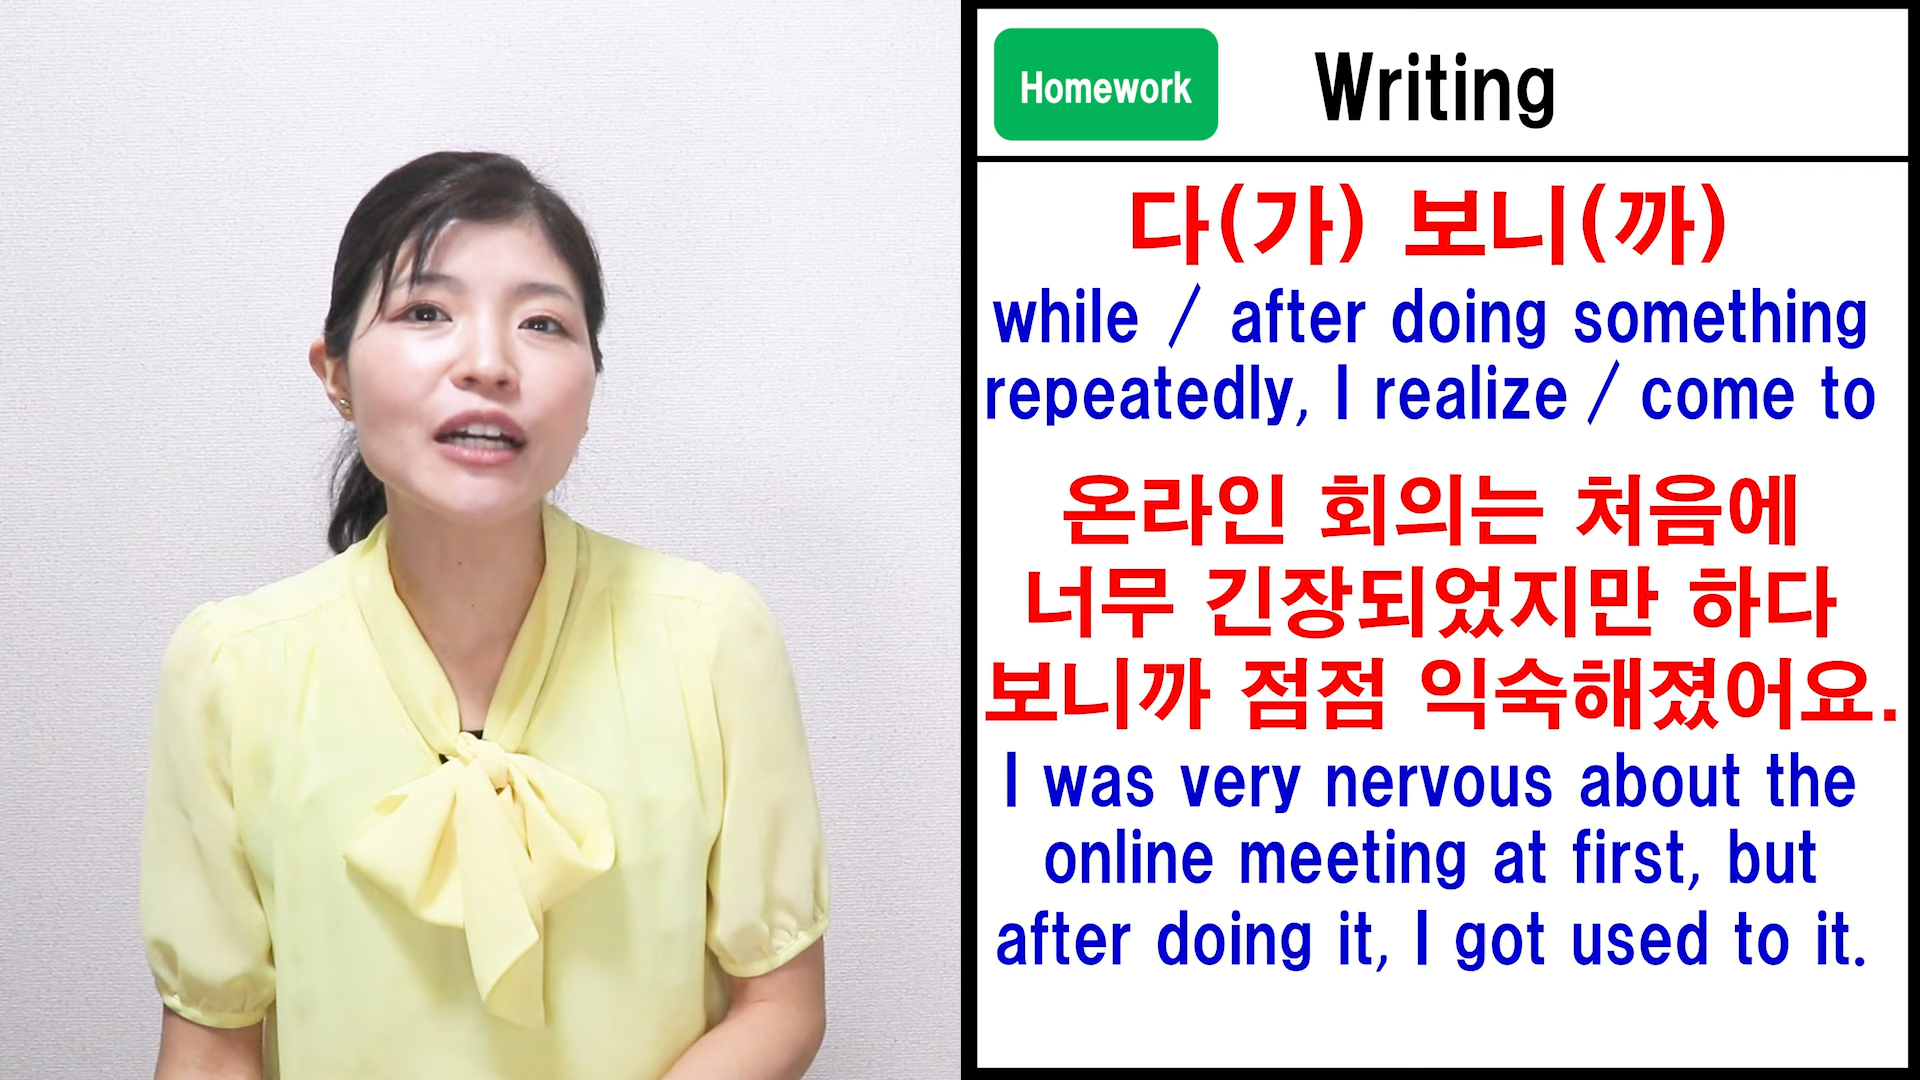 Homework
Writing
다(가) 보니(까)
while / after doing something
repeatedly, I realize / come to
온라인 회의는 처음에
너무 긴장되었지만 하다
보니까 점점 익숙해졌어요.
I was very nervous about the
online meeting at first, but
after doing it, I got used to it.